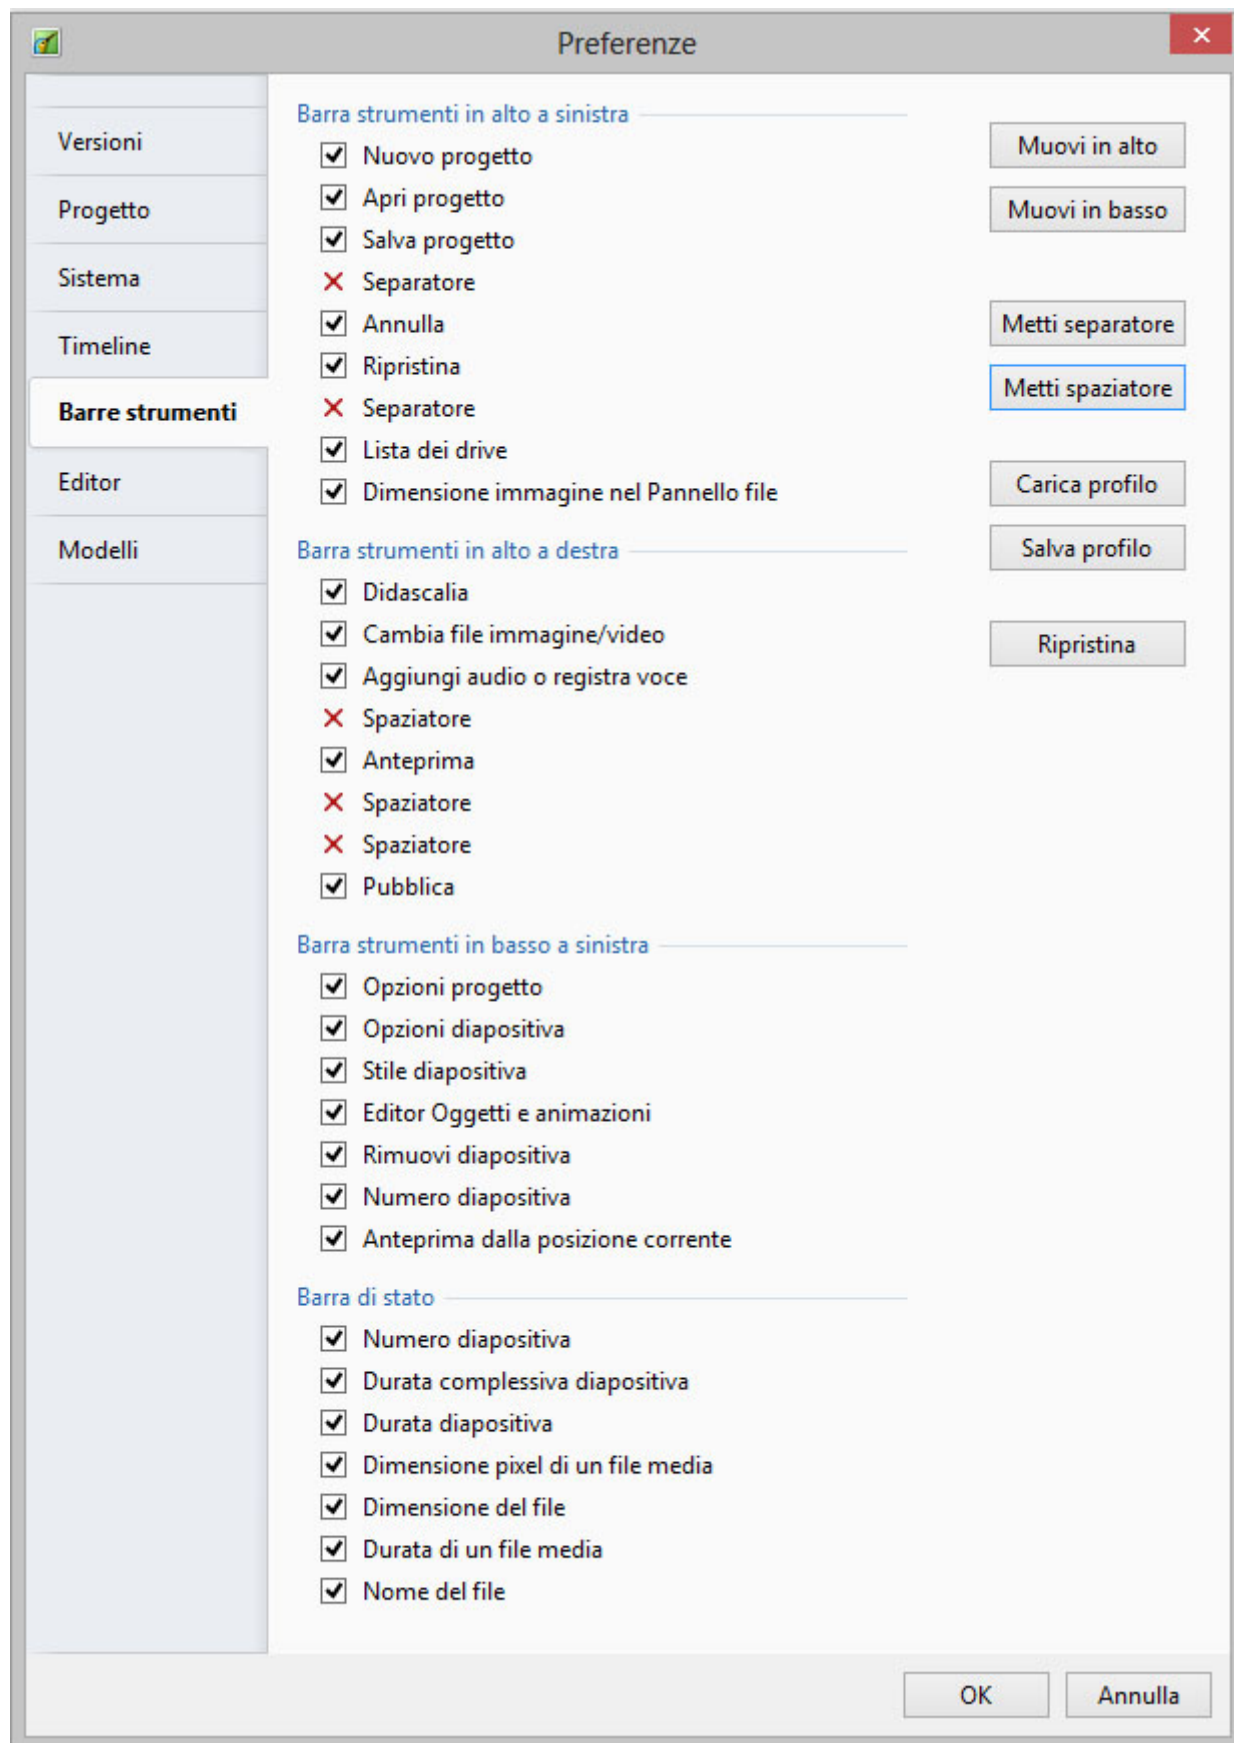 Preferenze
Versioni
Progetto
Sistema
Timeline
Barre strumenti
Editor
Modelli
Barra strumenti in alto a sinistra
Nuovo progetto
Apri progetto
Salva progetto
Separatore
Annulla
Ripristina
Separatore
Lista dei drive
Dimensione immagine nel Pannello file
Barra strumenti in alto a destra
Didascalia
Cambia file immagine/video
Aggiungi audio o registra voce
Spaziatore
Anteprima
Spaziatore
Spaziatore
Pubblica
Barra strumenti in basso a sinistra
Opzioni progetto
Opzioni diapositiva
Stile diapositiva
Editor Oggetti e animazioni
Rimuovi diapositiva
Numero diapositiva
Anteprima dalla posizione corrente
Barra di stato
Numero diapositiva
Durata complessiva diapositiva
Durata diapositiva
Dimensione pixel di un file media
Dimensione del file
Durata di un file media
Nome del file
Muovi in alto
Muovi in basso
Metti separatore
Metti spaziatore
Carica profilo
Salva profilo
Ripristina
OK
Annulla